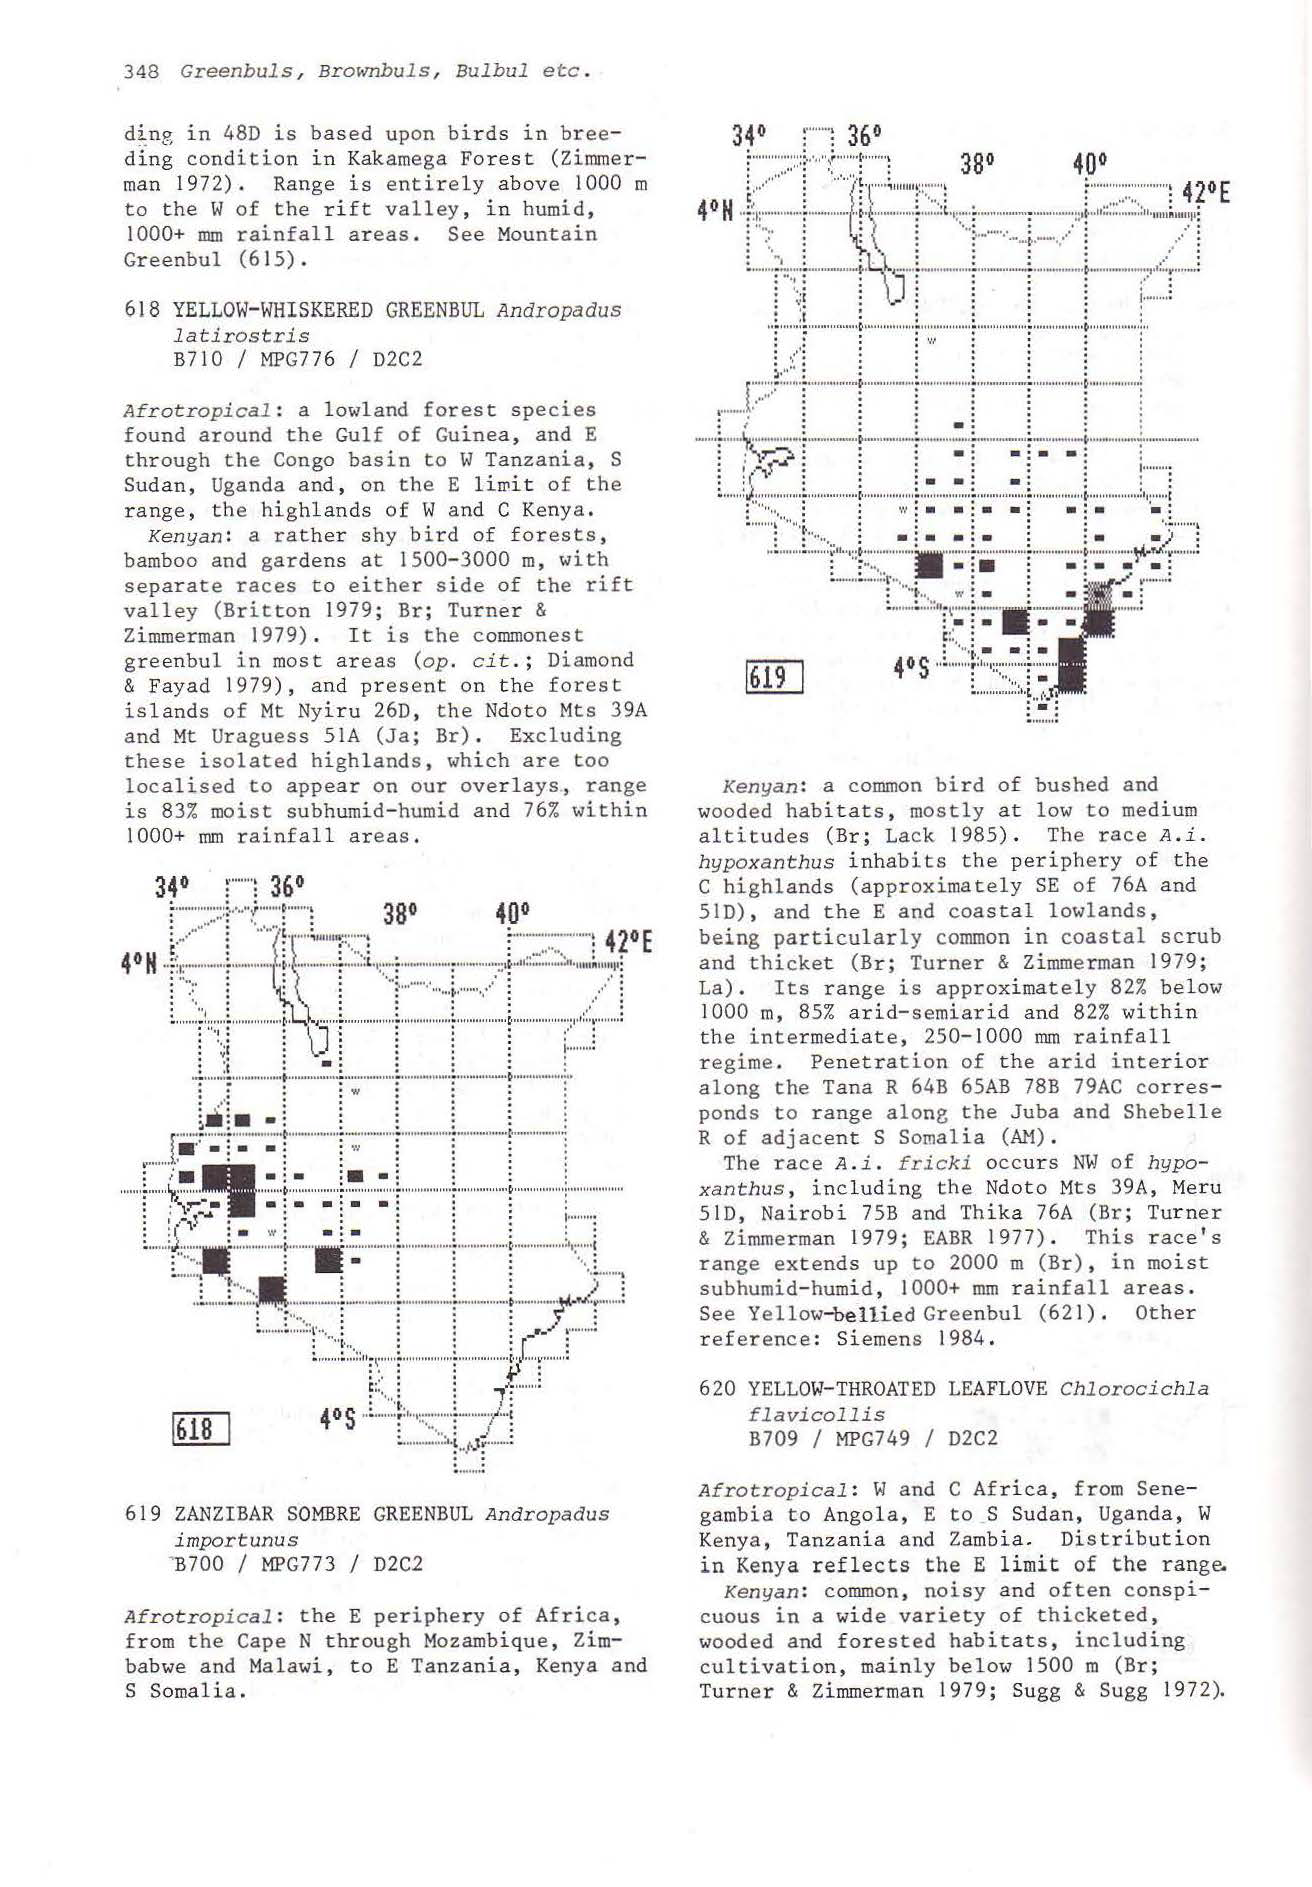 348 Greenbuls, Brownbuls, Bulbul etc.
ding in 48D is based upon birds in bree-
ding condition in Kakamega Forest (Zimmer-
man 1972). Range is entirely above 1000 m
to the W of the rift valley, in humid,
1000+ mm rainfall areas. See Mountain
Greenbul (615).
618 YELLOW-WHISKERED GREENBUL Andropadus
latirostris
B710 / MPG776 / D2C2
Afrotropical: a lowland forest species
found around the Gulf of Guinea, and E
through the Congo basin to W Tanzania, S
Sudan, Uganda and, on the E limit of the
range, the highlands of W and C Kenya.
Kenyan: a rather shy bird of forests,
bamboo and gardens at 1500-3000 m, with
separate races to either side of the rift
valley (Britton 1979; Br; Turner &
Zimmerman 1979). It is the commonest
greenbul in most areas (op. cit.; Diamond
& Fayad 1979), and present on the forest
islands of Mt Nyiru 26D, the Ndoto Mts 39A
and Mt Uraguess 51A (Ja; Br). Excluding
these isolated highlands, which are too
localised to appear on our overlays, range
is 83% moist subhumid-humid and 76% within
1000+ mm rainfall areas.
34° 36°
38° 40°
42°E
4°N
w
w
w
4°S
618
619 ZANZIBAR SOMBRE GREENBUL Andropadus
importunus
B700 / MPG773 / D2C2
Afrotropical: the E periphery of Africa,
from the Cape N through Mozambique, Zim-
babwe and Malawi, to E Tanzania, Kenya and
S Somalia.
34° 36°
38° 40°
42°E
4°N
w
w
w
4°S
619
Kenyan: a common bird of bushed and
wooded habitats, mostly at low to medium
altitudes (Br; Lack 1985). The race A.i.
hypoxanthus inhabits the periphery of the
C highlands (approximately SE of 76A and
51D), and the E and coastal lowlands,
being particularly common in coastal scrub
and thicket (Br; Turner & Zimmerman 1979;
La). Its range is approximately 82% below
1000 m, 85% arid-semiarid and 82% within
the intermediate, 250-1000 mm rainfall
regime. Penetration of the arid interior
along the Tana R 64B 65AB 78B 79AC corres-
ponds to range along the Juba and Shebelle
R of adjacent S Somalia (AM).
The race A.i. fricki occurs NW of hypo-
xanthus, including the Ndoto Mts 39A, Meru
51D, Nairobi 75B and Thika 76A (Br; Turner
& Zimmerman 1979; EABR 1977). This race's
range extends up to 2000 m (Br), in moist
subhumid-humid, 1000+ mm rainfall areas.
See Yellow-bellied Greenbul (621). Other
reference: Siemens 1984.
620 YELLOW-THROATED LEAFLOVE Chlorocichla
flavicollis
B709 / MPG749 / D2C2
Afrotropical: W and C Africa, from Sene-
gambia to Angola, E to S Sudan, Uganda, W
Kenya, Tanzania and Zambia. Distribution
in Kenya reflects the E limit of the range.
Kenyan: common, noisy and often conspi-
cuous in a wide variety of thicketed,
wooded and forested habitats, including
cultivation, mainly below 1500 m (Br;
Turner & Zimmerman 1979; Sugg & Sugg 1972).